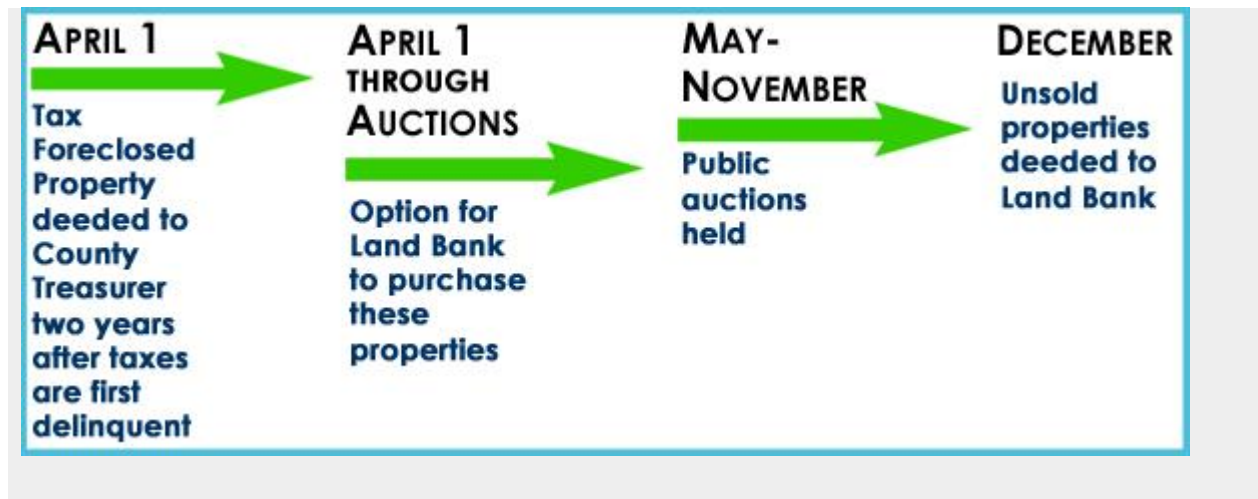 APRIL 1
Tax
Foreclosed
Property
deeded to
County
Treasurer
two years
after taxes
are first
delinquent
APRIL 1
THROUGH
AUCTIONS
Option for
Land Bank
to purchase
these
properties
MAY-
NOVEMBER
Public
auctions
held
DECEMBER
Unsold
properties
deeded to
Land Bank